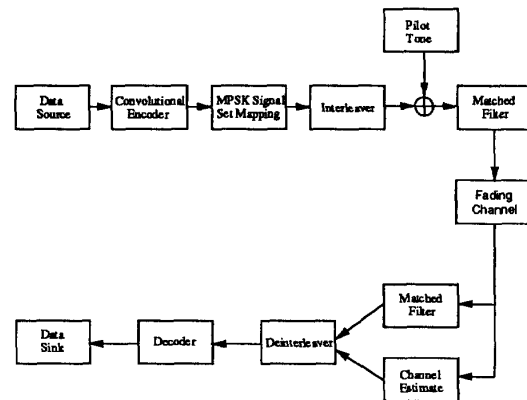 Pilot
Tone
Data
Source
Convolutional
Encoder
MPSK Signal
Set Mapping
Interleaver
Matched
Filter
Fading
Channel
Matched
Filter
Data
Sink
Decoder
Deinterleaver
Channel
Estimate